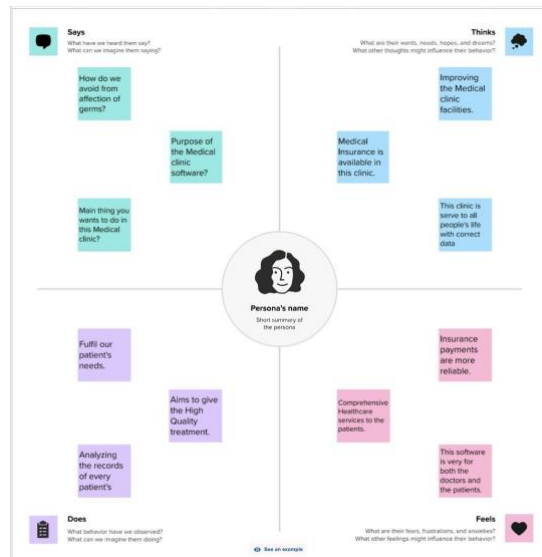 Says
What have we heard them say?
What can we imagine them saying?
Thinks
What are their wants, needs, hopes, and dreams?
What other thoughts might influence their behavior?
How do we
avoid from
affection of
germs?
Purpose of
the Medical
clinic
software?
Main thing you
wants to do in
this Medical
clinic?
Improving
the Medical
clinic
facilities.
Medical
Insurance is
available in
this clinic.
This clinic is
serve to all
people's life
with correct
data
Persona's name
Short summary of
the persona
Fulfil our
patient's
needs.
Aims to give
the High
Quality
treatment.
Analyzing
the records
of every
patient's
Insurance
payments
are more
reliable.
Comprehensive
Healthcare
services to the
patients.
This software
is very for
both the
doctors and
the patients.
Does
What behavior have we observed?
What can we imagine them doing?
Feels
What are their fears, frustrations, and anxieties?
What other feelings might influence their behavior?
See an example